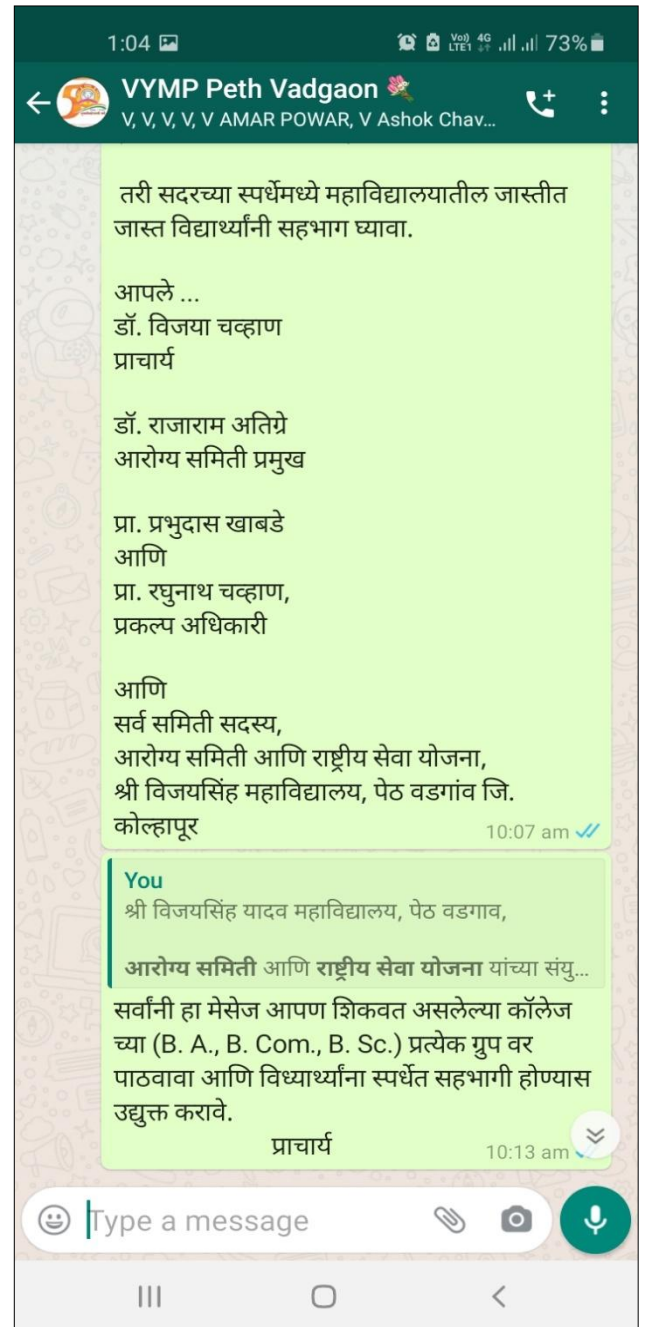 1:04
Vo)) 4G LTE1 73%
VYMP Peth Vadgaon
V, V, V, V, V AMAR POWAR, V Ashok Chav...
तरी सदरच्या स्पर्धेमध्ये महाविद्यालयातील जास्तीत
जास्त विद्यार्थ्यांनी सहभाग घ्यावा.
आपले ...
डॉ. विजया चव्हाण
प्राचार्य
डॉ. राजाराम अतिग्रे
आरोग्य समिती प्रमुख
प्रा. प्रभुदास खाबडे
आणि
प्रा. रघुनाथ चव्हाण,
प्रकल्प अधिकारी
आणि
सर्व समिती सदस्य,
आरोग्य समिती आणि राष्ट्रीय सेवा योजना,
श्री विजयसिंह महाविद्यालय, पेठ वडगांव जि.
कोल्हापूर
10:07 am
You
श्री विजयसिंह यादव महाविद्यालय, पेठ वडगाव,
आरोग्य समिती आणि राष्ट्रीय सेवा योजना यांच्या संयु...
सर्वांनी हा मेसेज आपण शिकवत असलेल्या कॉलेज
च्या (B. A., B. Com., B. Sc.) प्रत्येक ग्रुप वर
पाठवावा आणि विध्यार्थ्यांना स्पर्धेत सहभागी होण्यास
उद्युक्त करावे.
प्राचार्य
10:13 am
Type a message